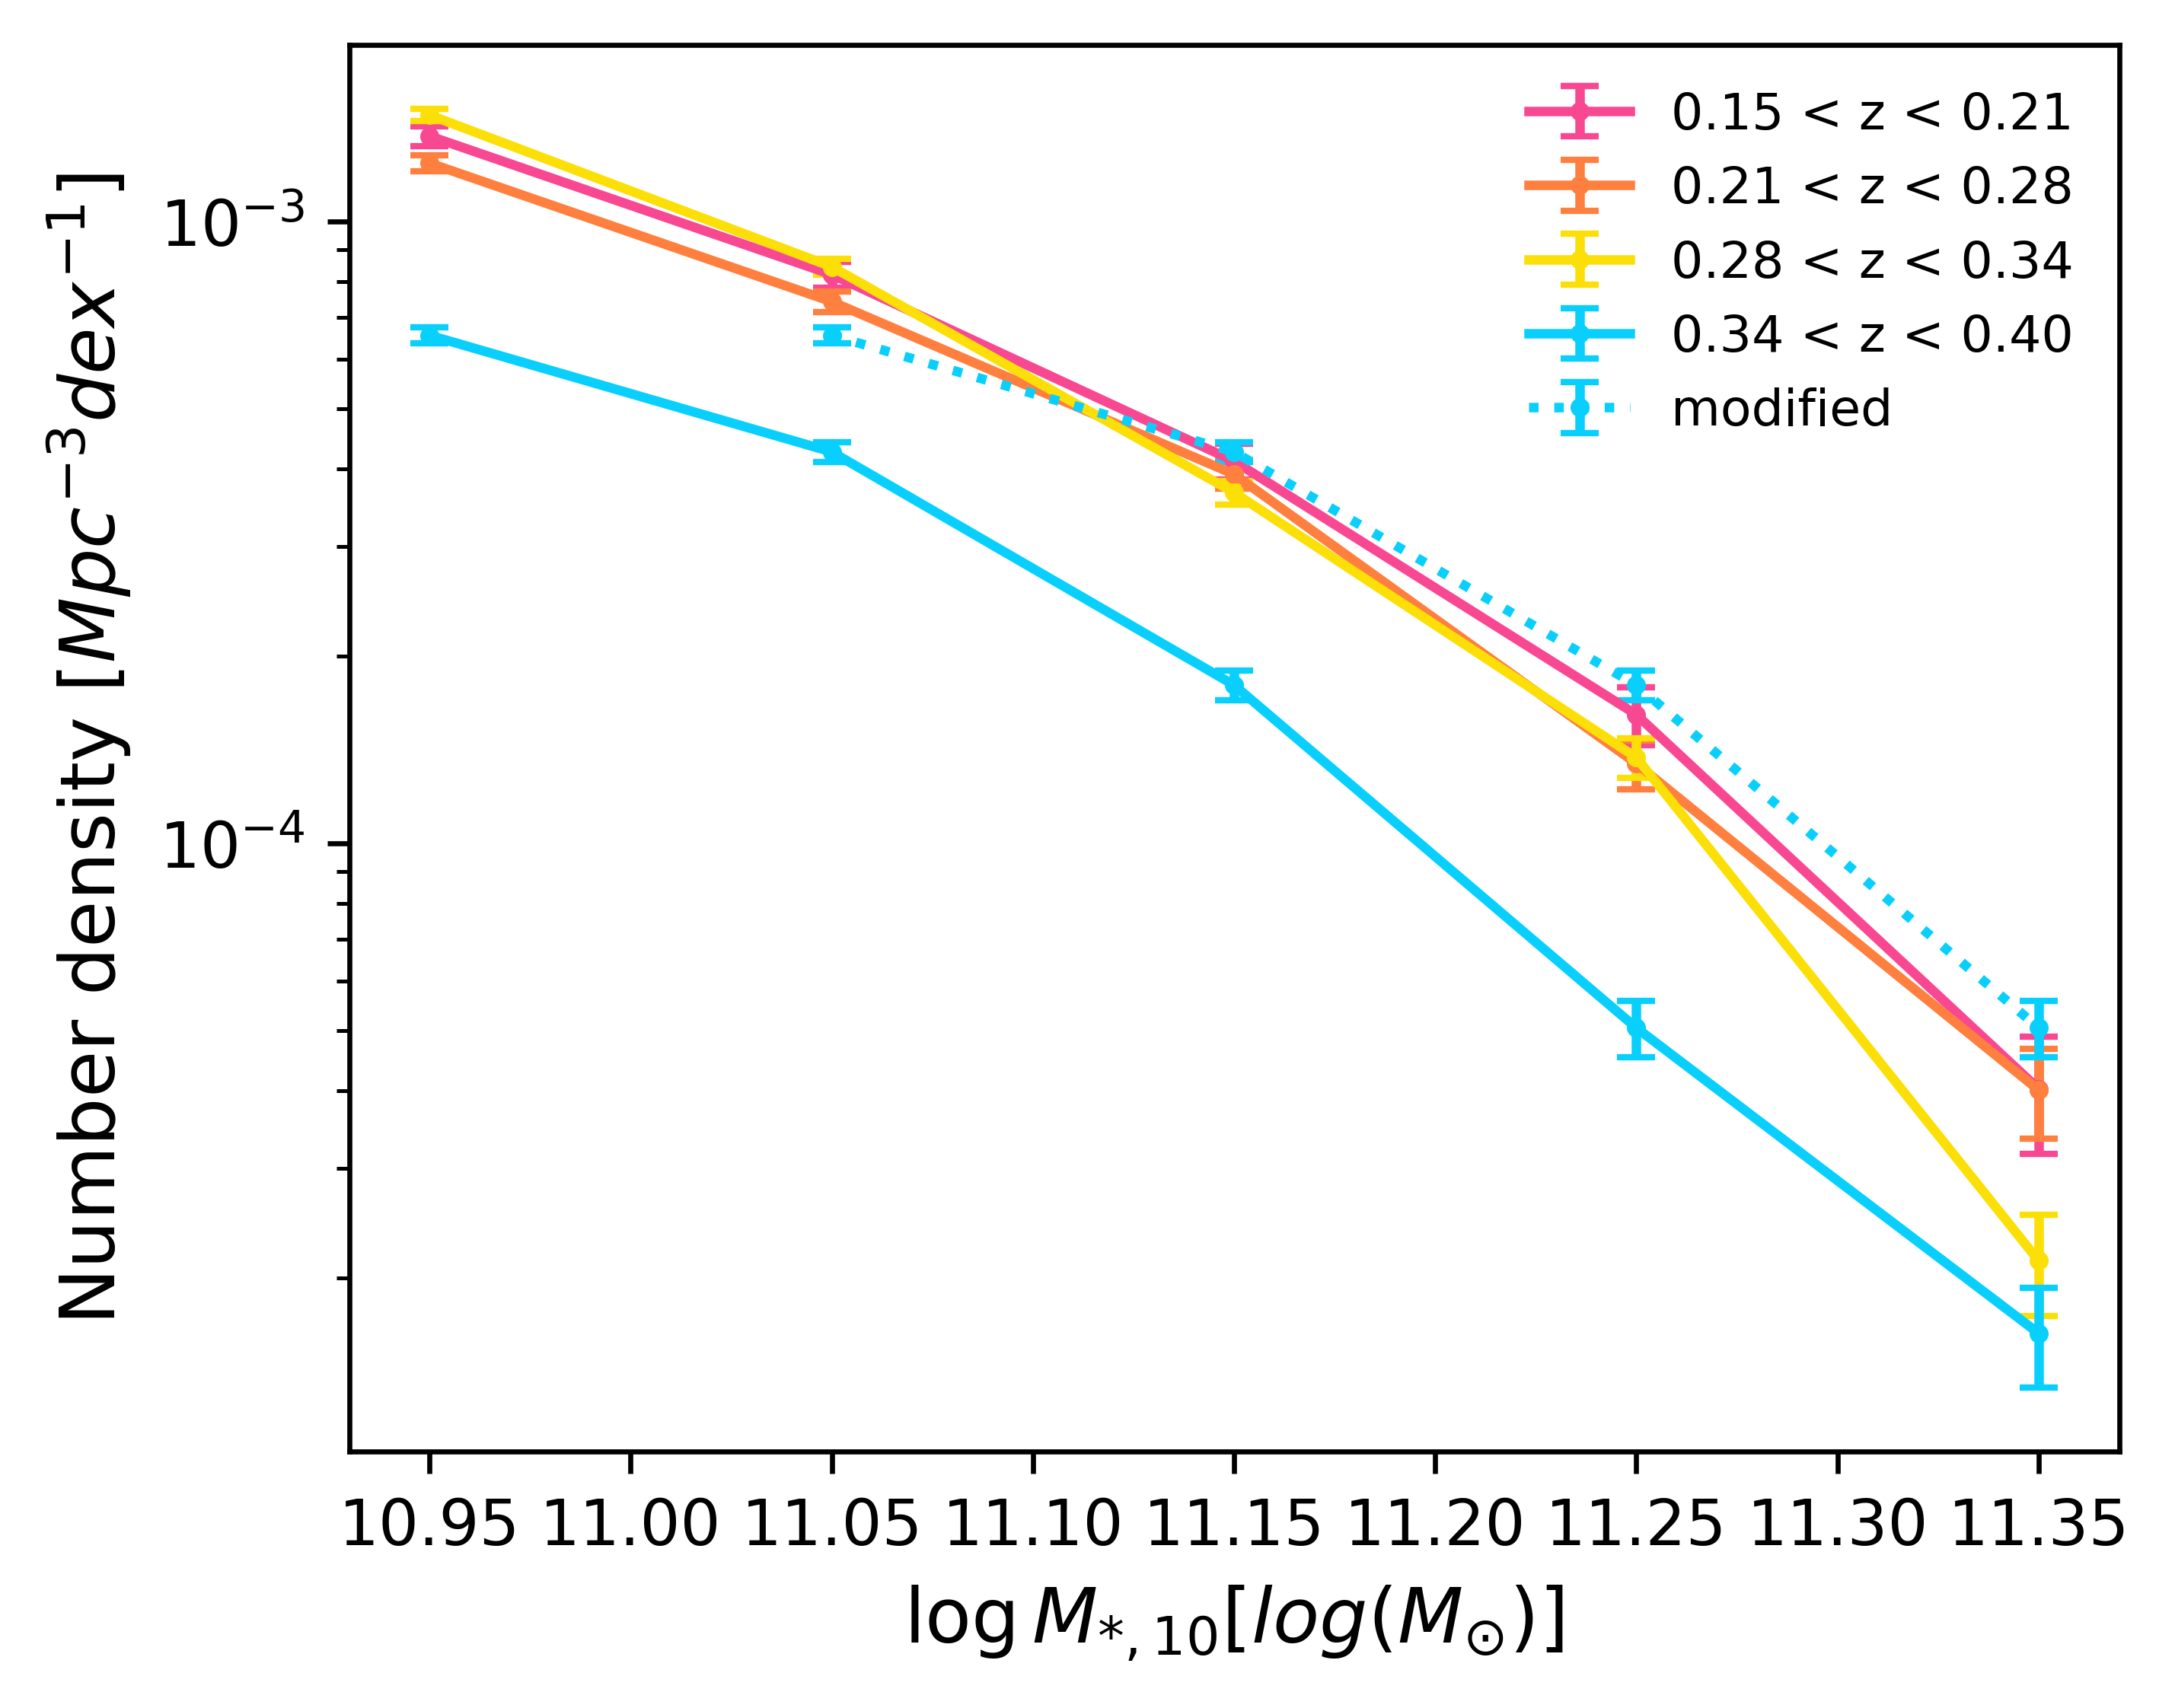 Number density [Mpc⁻³dex⁻¹]
10⁻³
10⁻⁴
0.15 < z < 0.21
0.21 < z < 0.28
0.28 < z < 0.34
0.34 < z < 0.40
modified
10.95 11.00 11.05 11.10 11.15 11.20 11.25 11.30 11.35
log M*,10[log(M⊙)]